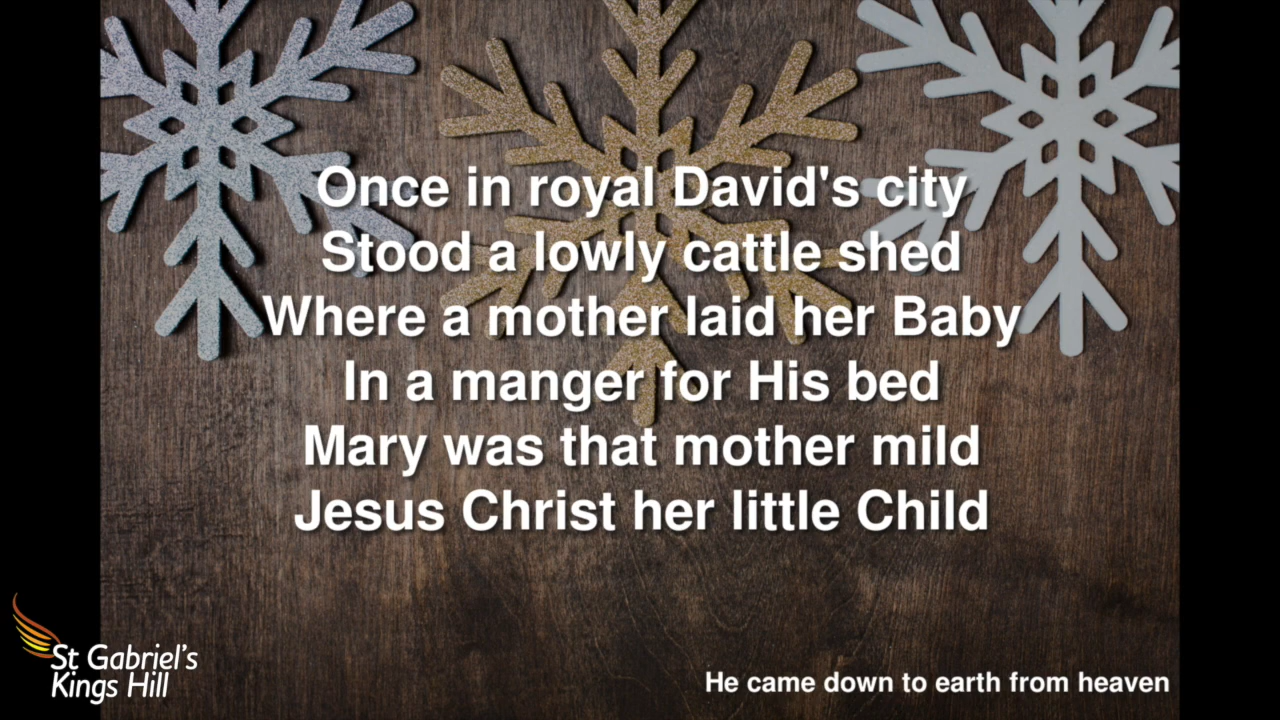 Once in royal David's city
Stood a lowly cattle shed
Where a mother laid her Baby
In a manger for His bed
Mary was that mother mild
Jesus Christ her little Child
St Gabriel's
Kings Hill
He came down to earth from heaven